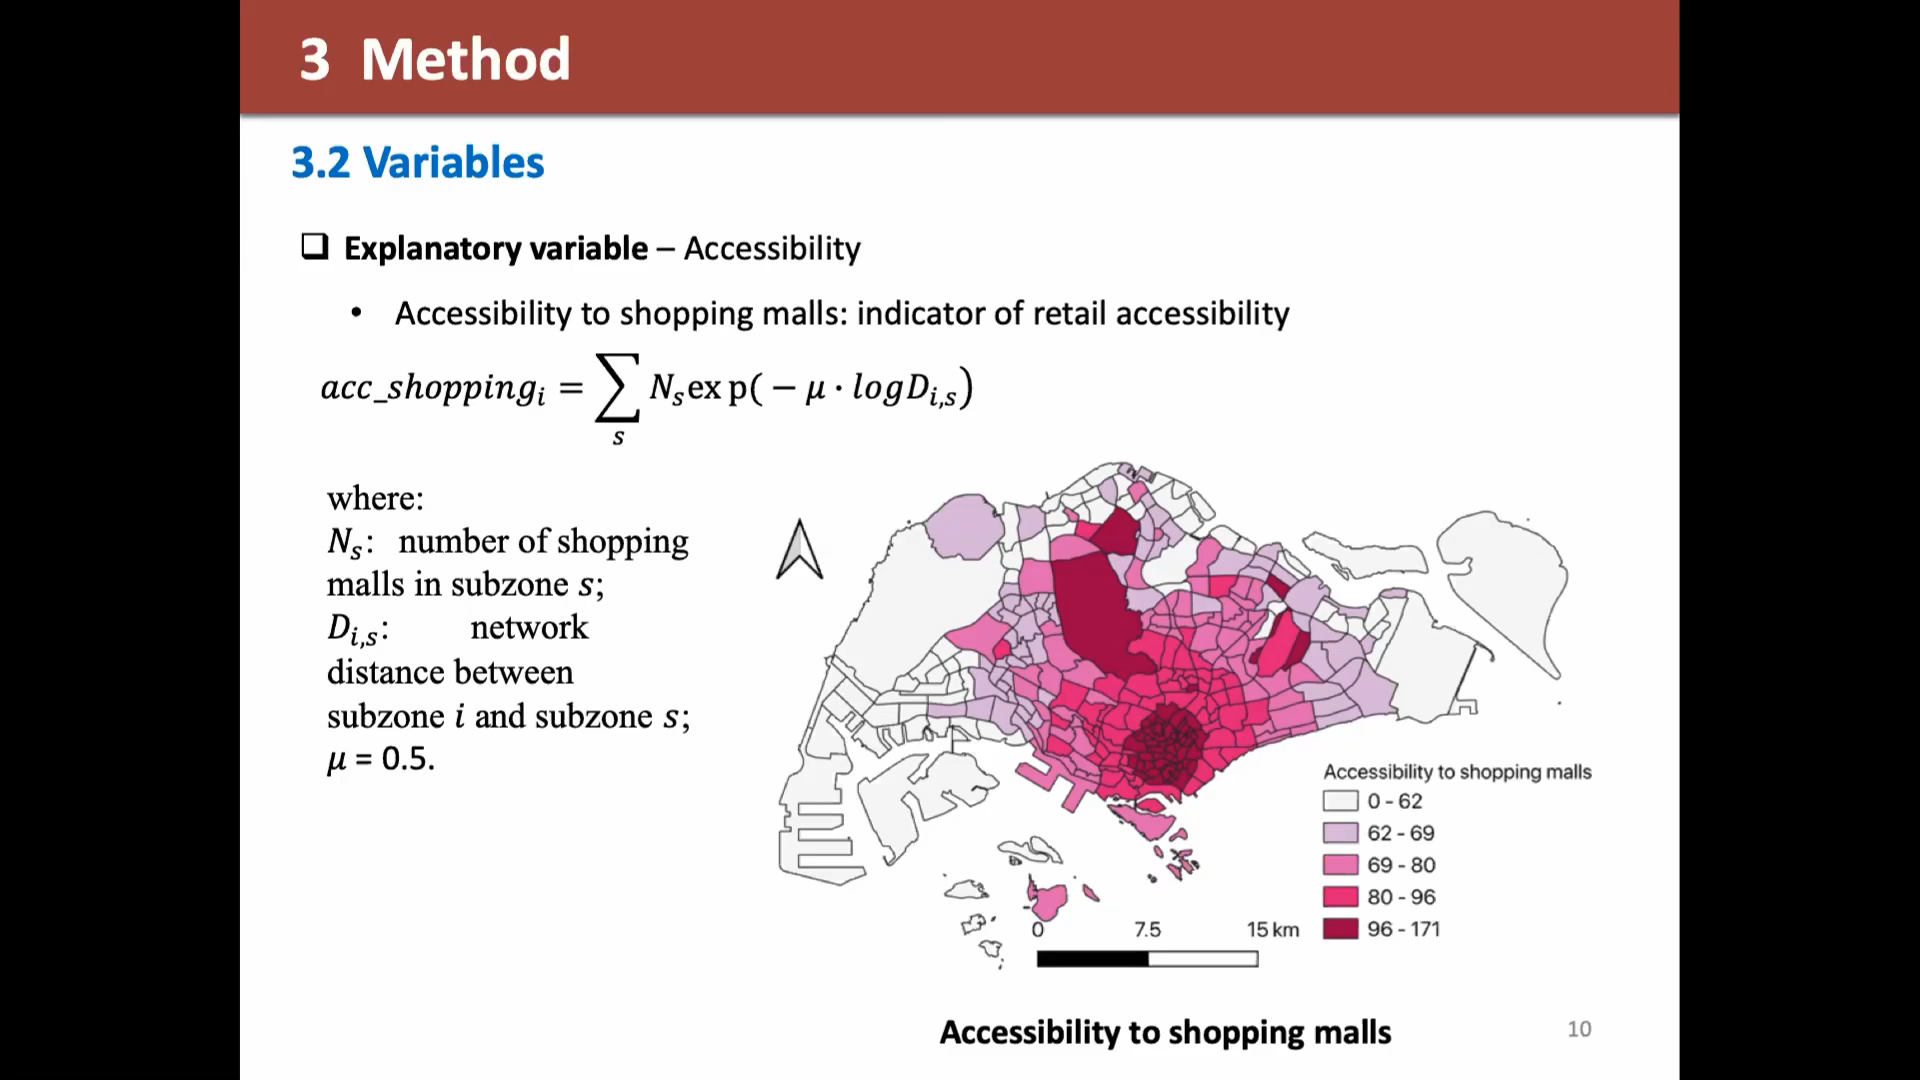 3 Method
3.2 Variables
❑ Explanatory variable – Accessibility
• Accessibility to shopping malls: indicator of retail accessibility
acc_shopping_i = ∑_s N_s ex p( − μ · logD_{i,s})
where:
N_s: number of shopping
malls in subzone s;
D_{i,s}: network
distance between
subzone i and subzone s;
μ = 0.5.
Accessibility to shopping malls
0 - 62
62 - 69
69 - 80
80 - 96
96 - 171
0 7.5 15 km
Accessibility to shopping malls
10